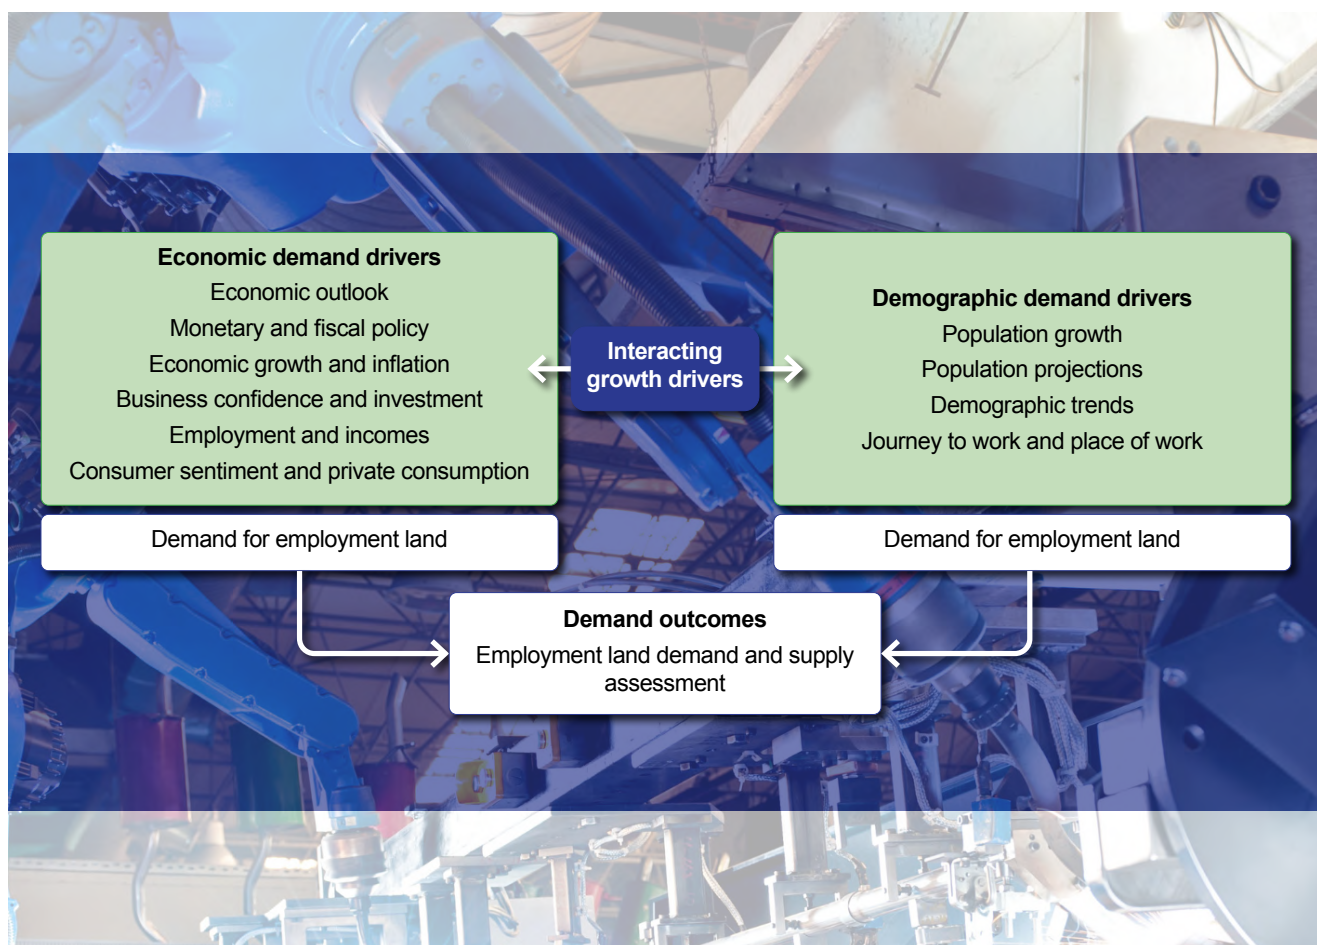 Economic demand drivers
Economic outlook
Monetary and fiscal policy
Economic growth and inflation
Business confidence and investment
Employment and incomes
Consumer sentiment and private consumption
Demand for employment land
Interacting
growth drivers
Demographic demand drivers
Population growth
Population projections
Demographic trends
Journey to work and place of work
Demand for employment land
Demand outcomes
Employment land demand and supply
assessment